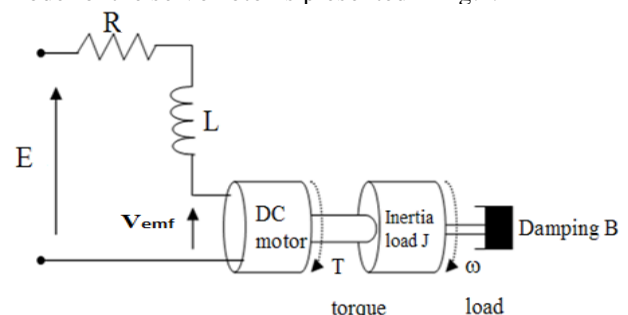 R
L
E
Vemf
DC
motor
Inertia
load J
Damping B
T
ω
torque
load